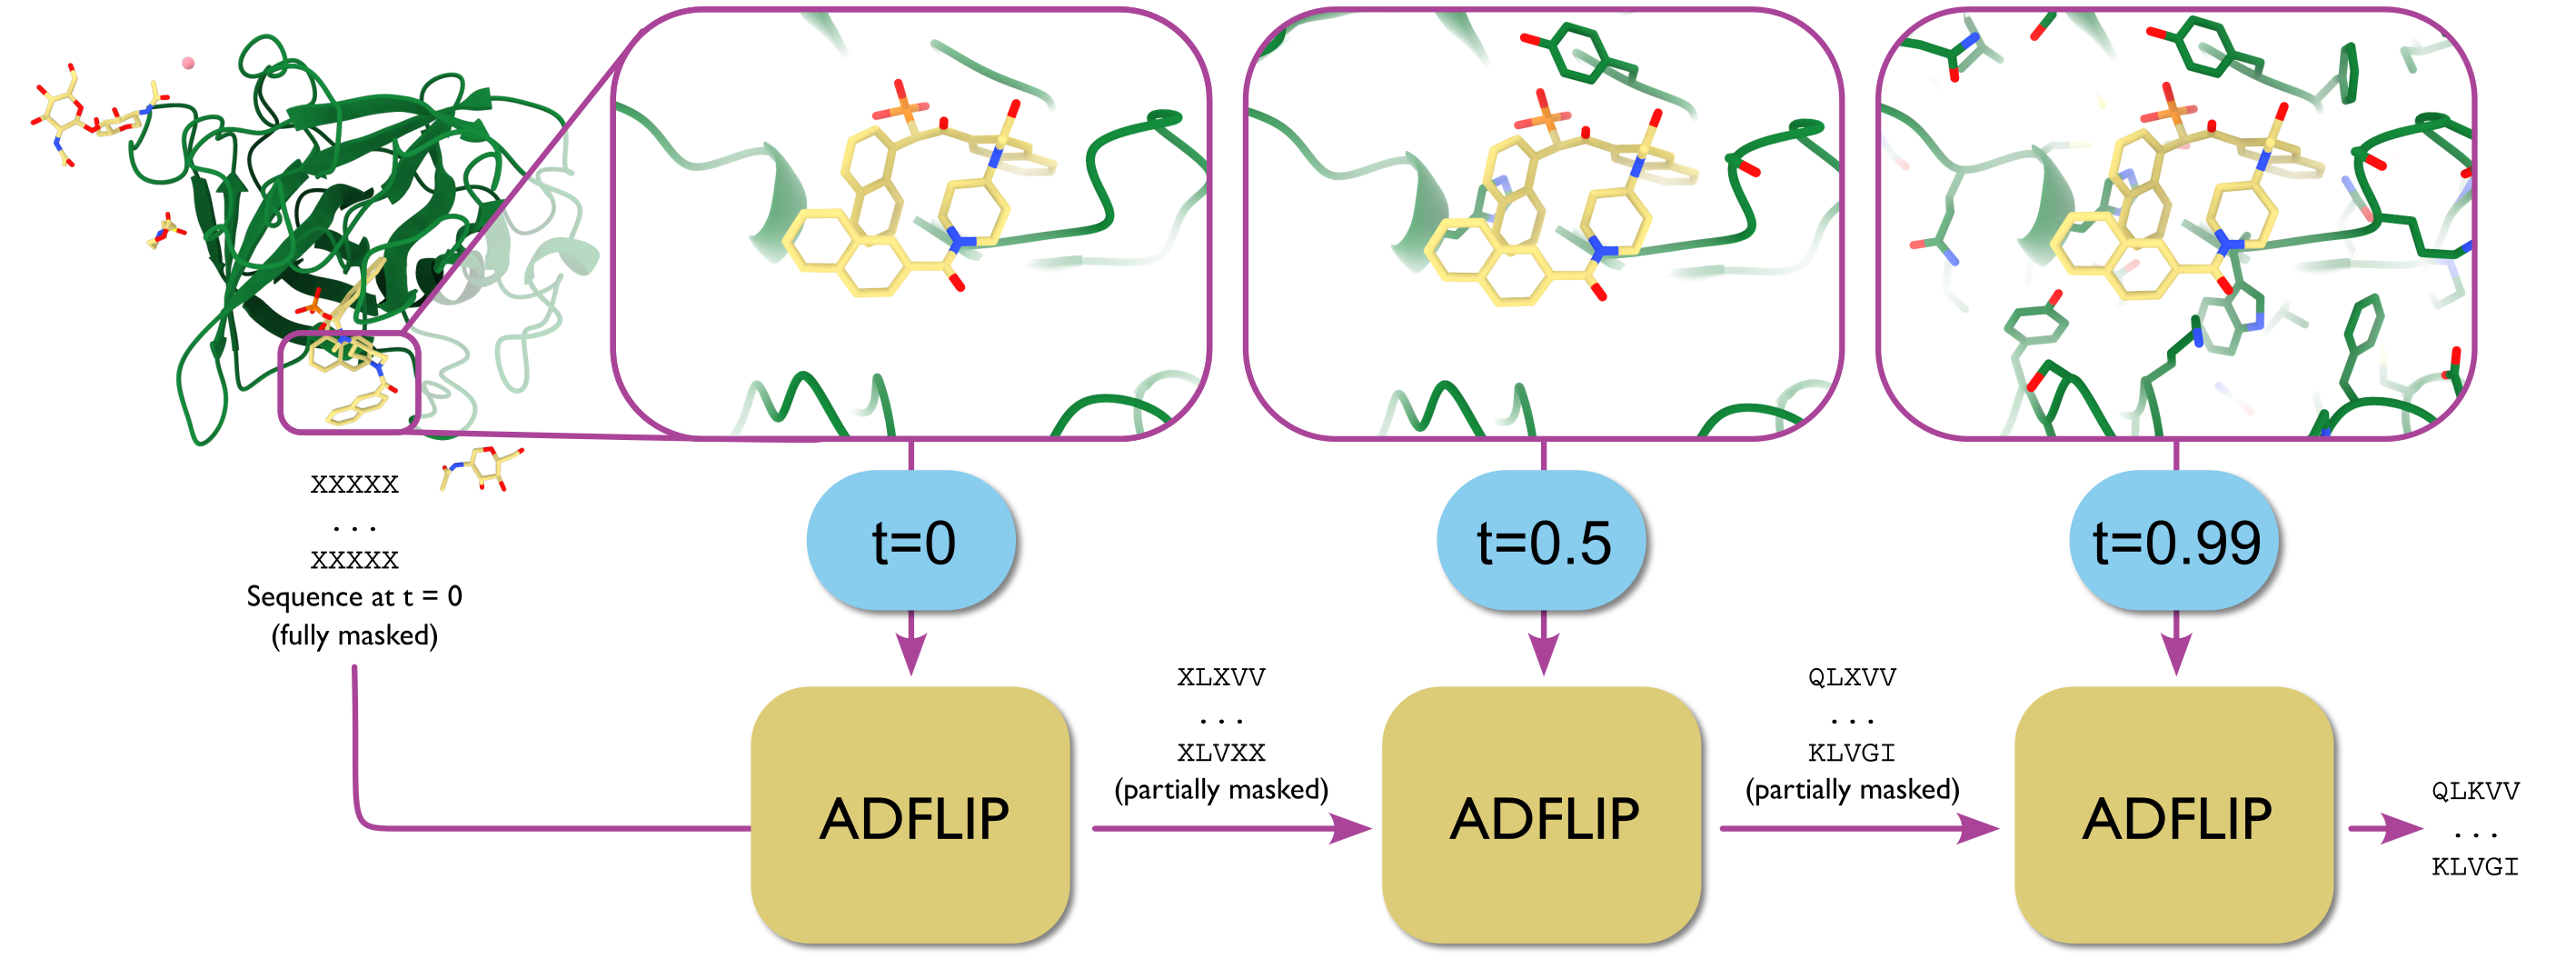 XXXXX
...
XXXXX
Sequence at t = 0
(fully masked)
t=0
t=0.5
t=0.99
ADFLIP
XLXVV
...
XLVXX
(partially masked)
ADFLIP
QLXVV
...
KLVGI
(partially masked)
ADFLIP
QLKVV
...
KLVGI